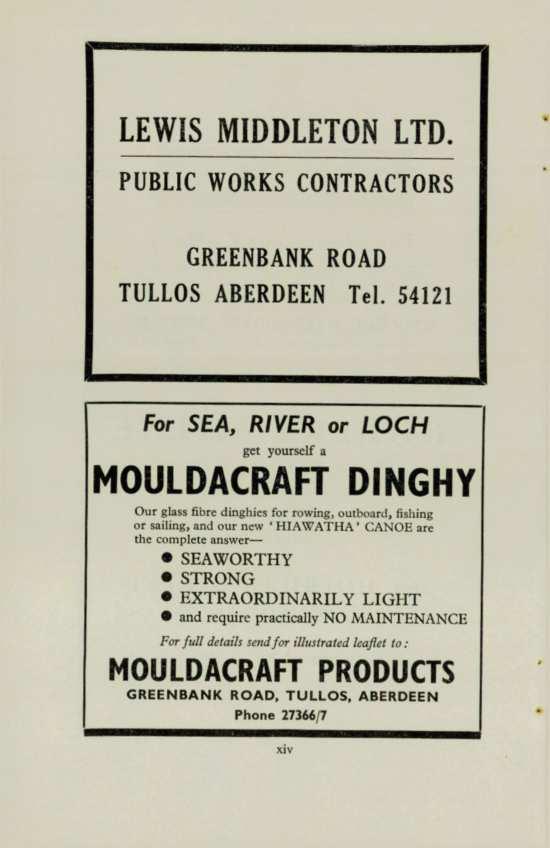 LEWIS MIDDLETON LTD.
PUBLIC WORKS CONTRACTORS
GREENBANK ROAD
TULLOS ABERDEEN Tel. 54121
For SEA, RIVER or LOCH
get yourself a
MOULDACRAFT DINGHY
Our glass fibre dinghies for rowing, outboard, fishing
or sailing, and our new ‘HIAWATHA’ CANOE are
the complete answer—
● SEAWORTHY
● STRONG
● EXTRAORDINARILY LIGHT
● and require practically NO MAINTENANCE
For full details send for illustrated leaflet to :
MOULDACRAFT PRODUCTS
GREENBANK ROAD, TULLOS, ABERDEEN
Phone 27366/7
xiv